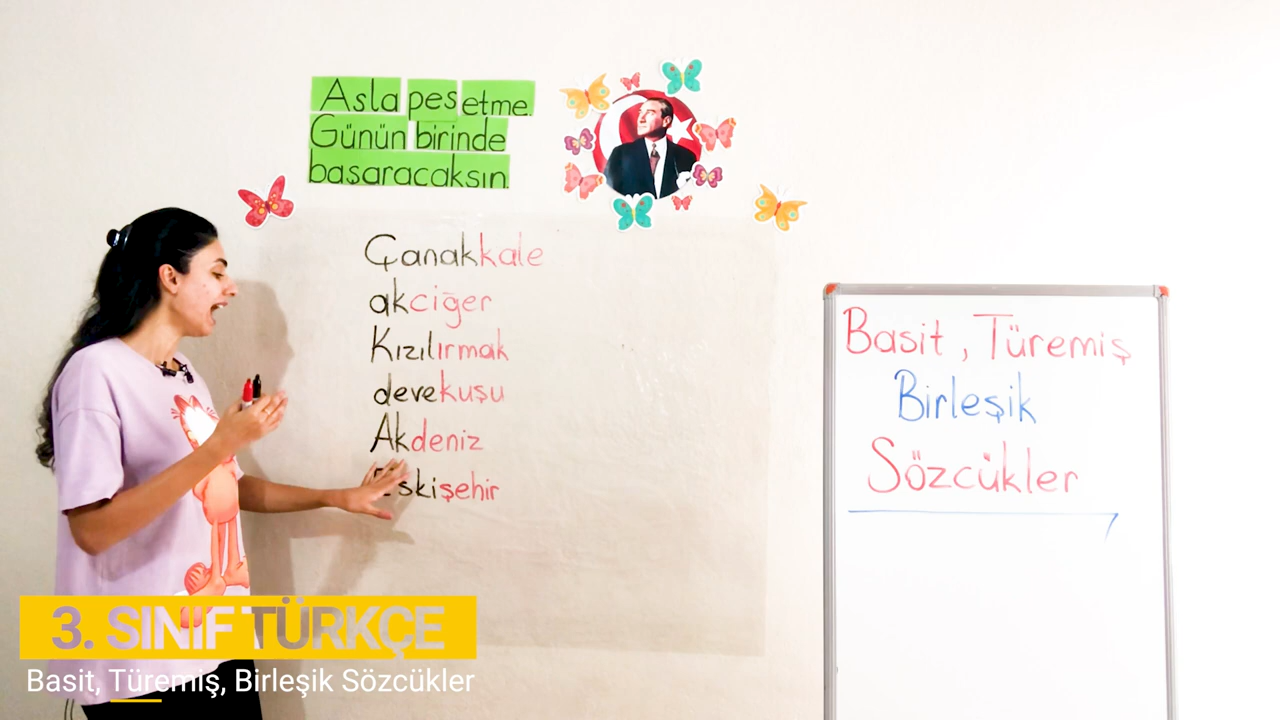 Asla pes etme.
Günün birinde
başaracaksın.
Çanakkale
akciğer
Kızılırmak
devekuşu
Akdeniz
Eskişehir
Basit, Türemiş
Birleşik
Sözcükler
3. SINIF TÜRKÇE
Basit, Türemiş, Birleşik Sözcükler